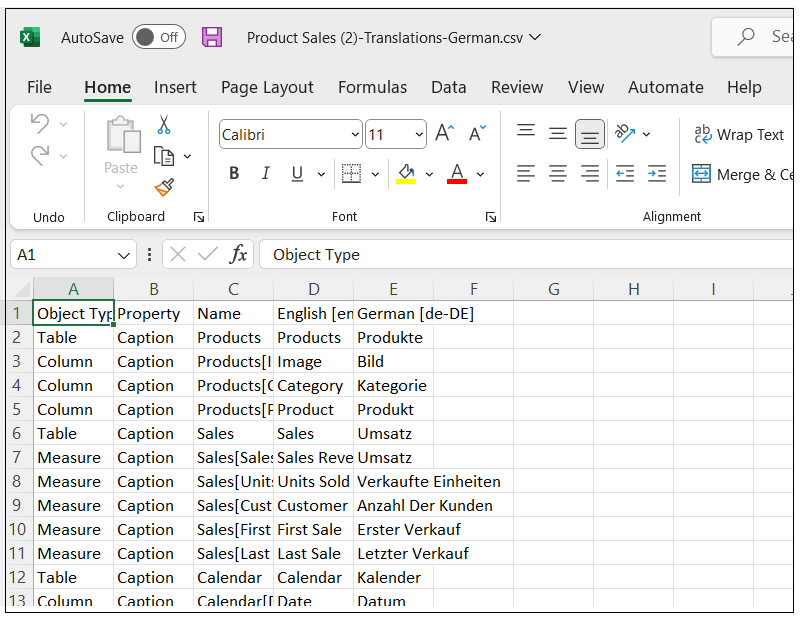 AutoSave Off Product Sales (2)-Translations-German.csv Sea
File Home Insert Page Layout Formulas Data Review View Automate Help
Paste Calibri 11 A^ A˅ ab Wrap Text
B I U A Merge & Ce
Undo Clipboard Font Alignment
A1 fx Object Type
A B C D E F G H I
1 Object Typ Property Name English [en German [de-DE]
2 Table Caption Products Products Produkte
3 Column Caption Products[I Image Bild
4 Column Caption Products[C Category Kategorie
5 Column Caption Products[P Product Produkt
6 Table Caption Sales Sales Umsatz
7 Measure Caption Sales[Sales Sales Reve Umsatz
8 Measure Caption Sales[Units Units Sold Verkaufte Einheiten
9 Measure Caption Sales[Cust Customer Anzahl Der Kunden
10 Measure Caption Sales[First First Sale Erster Verkauf
11 Measure Caption Sales[Last Last Sale Letzter Verkauf
12 Table Caption Calendar Calendar Kalender
13 Column Caption Calendar[D Date Datum